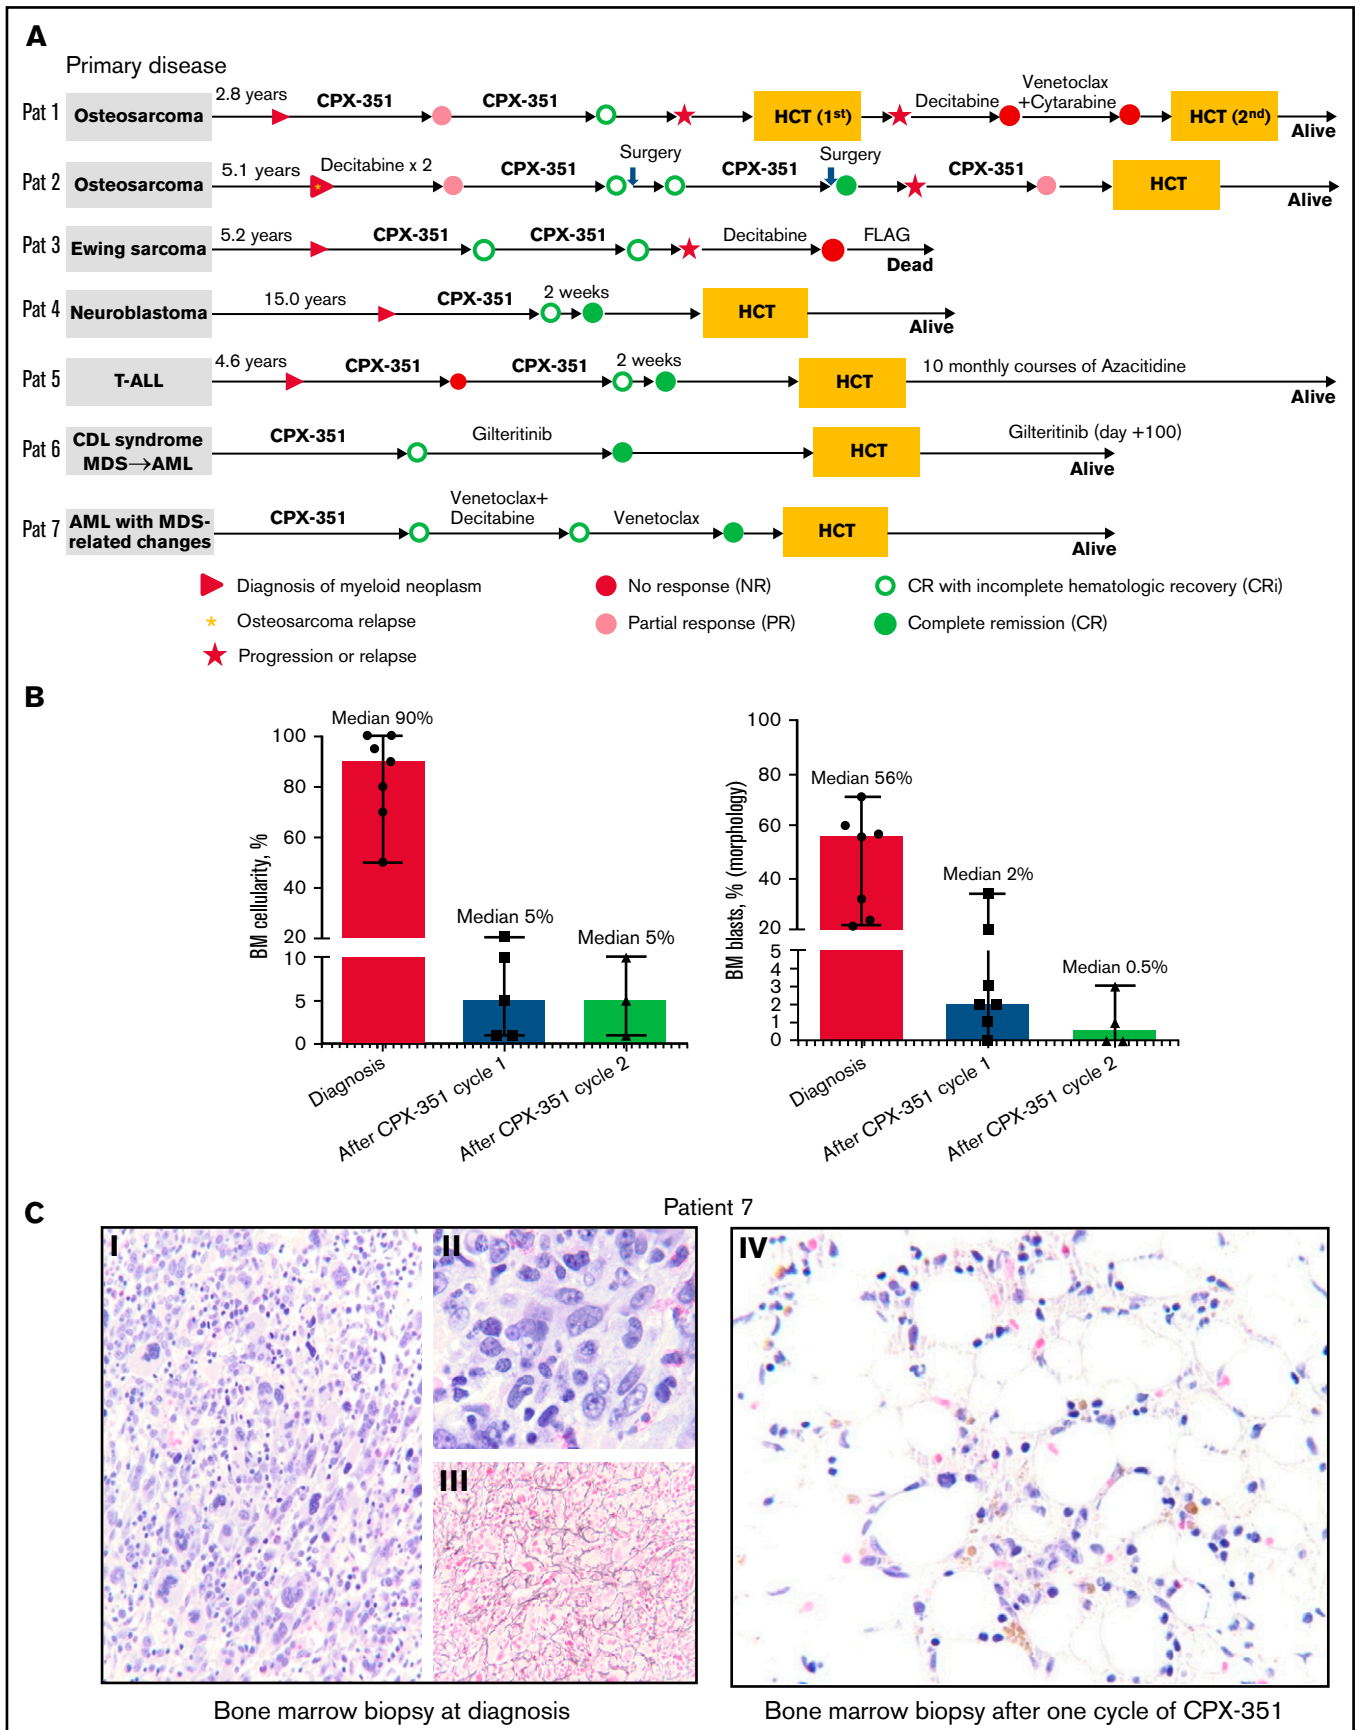 A
Primary disease
Pat 1 Osteosarcoma 2.8 years CPX-351 CPX-351 HCT (1st) Decitabine Venetoclax +Cytarabine HCT (2nd) Alive
Pat 2 Osteosarcoma 5.1 years * Decitabine x 2 CPX-351 Surgery CPX-351 Surgery CPX-351 HCT Alive
Pat 3 Ewing sarcoma 5.2 years CPX-351 CPX-351 Decitabine FLAG Dead
Pat 4 Neuroblastoma 15.0 years CPX-351 2 weeks HCT Alive
Pat 5 T-ALL 4.6 years CPX-351 CPX-351 2 weeks HCT 10 monthly courses of Azacitidine Alive
Pat 6 CDL syndrome MDS→AML CPX-351 Gilteritinib HCT Gilteritinib (day +100) Alive
Pat 7 AML with MDS-related changes CPX-351 Venetoclax+ Decitabine Venetoclax HCT Alive
Diagnosis of myeloid neoplasm
* Osteosarcoma relapse
Progression or relapse
No response (NR)
Partial response (PR)
CR with incomplete hematologic recovery (CRi)
Complete remission (CR)
B
BM cellularity, %
100
80
60
40
20
10
5
0
Median 90%
Median 5%
Median 5%
Diagnosis
After CPX-351 cycle 1
After CPX-351 cycle 2
BM blasts, % (morphology)
100
80
60
40
20
5
4
3
2
1
0
Median 56%
Median 2%
Median 0.5%
Diagnosis
After CPX-351 cycle 1
After CPX-351 cycle 2
C
Patient 7
I
II
III
IV
Bone marrow biopsy at diagnosis
Bone marrow biopsy after one cycle of CPX-351